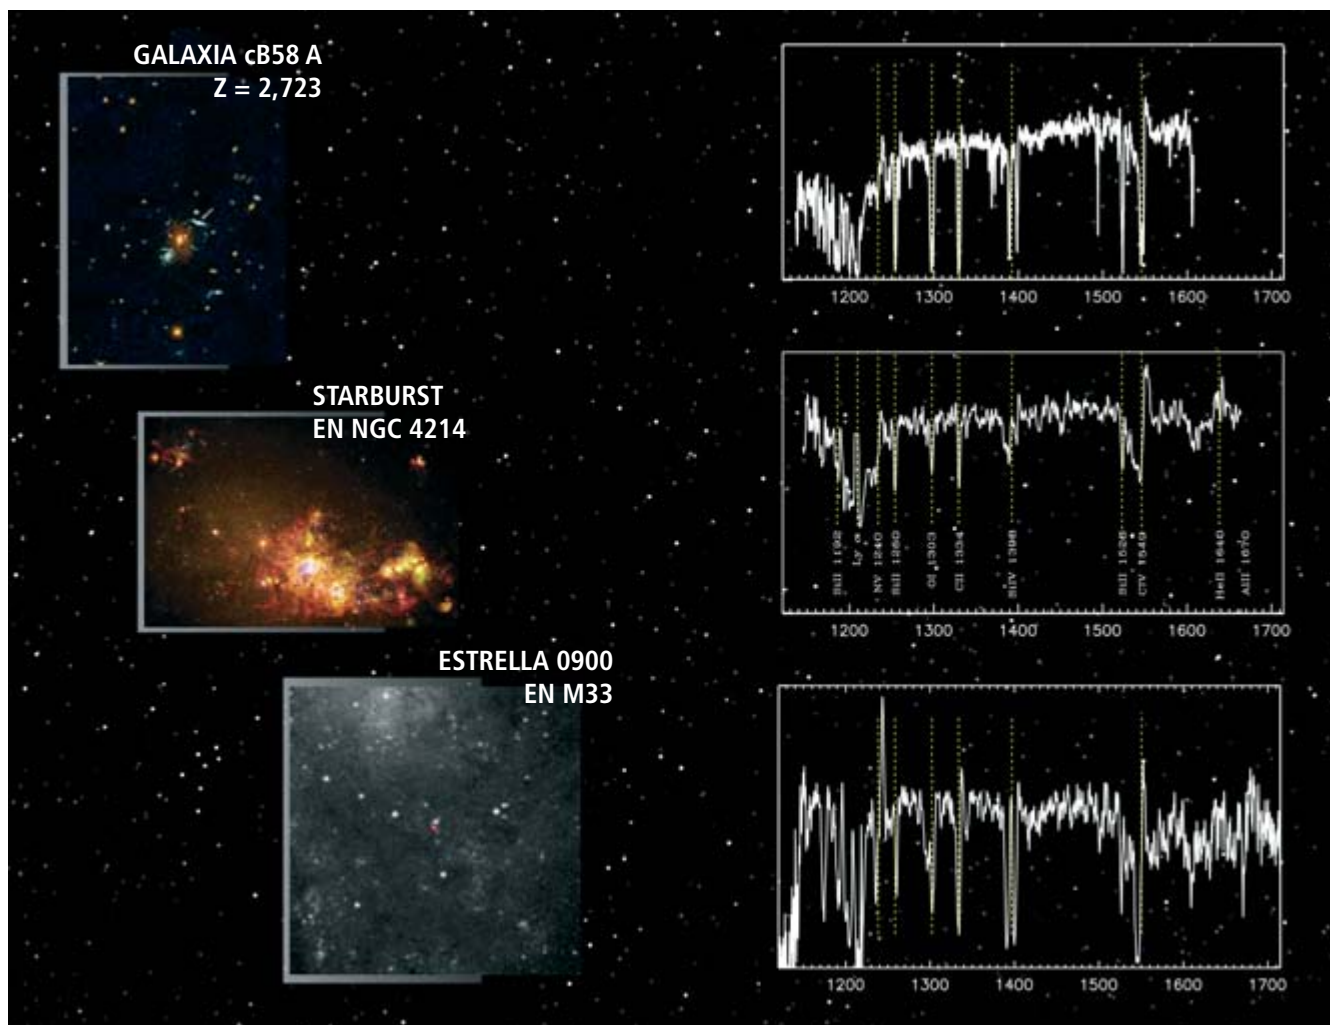 GALAXIA cB58 A
Z = 2,723
1200 1300 1400 1500 1600 1700
STARBURST
EN NGC 4214
SiII 1192
Ly α
NV 1240
SiII 1260
OI 1303
CII 1334
SiIV 1398
SiII 1526
CIV 1549
HeII 1640
AlII 1670
1200 1300 1400 1500 1600 1700
ESTRELLA 0900
EN M33
1200 1300 1400 1500 1600 1700